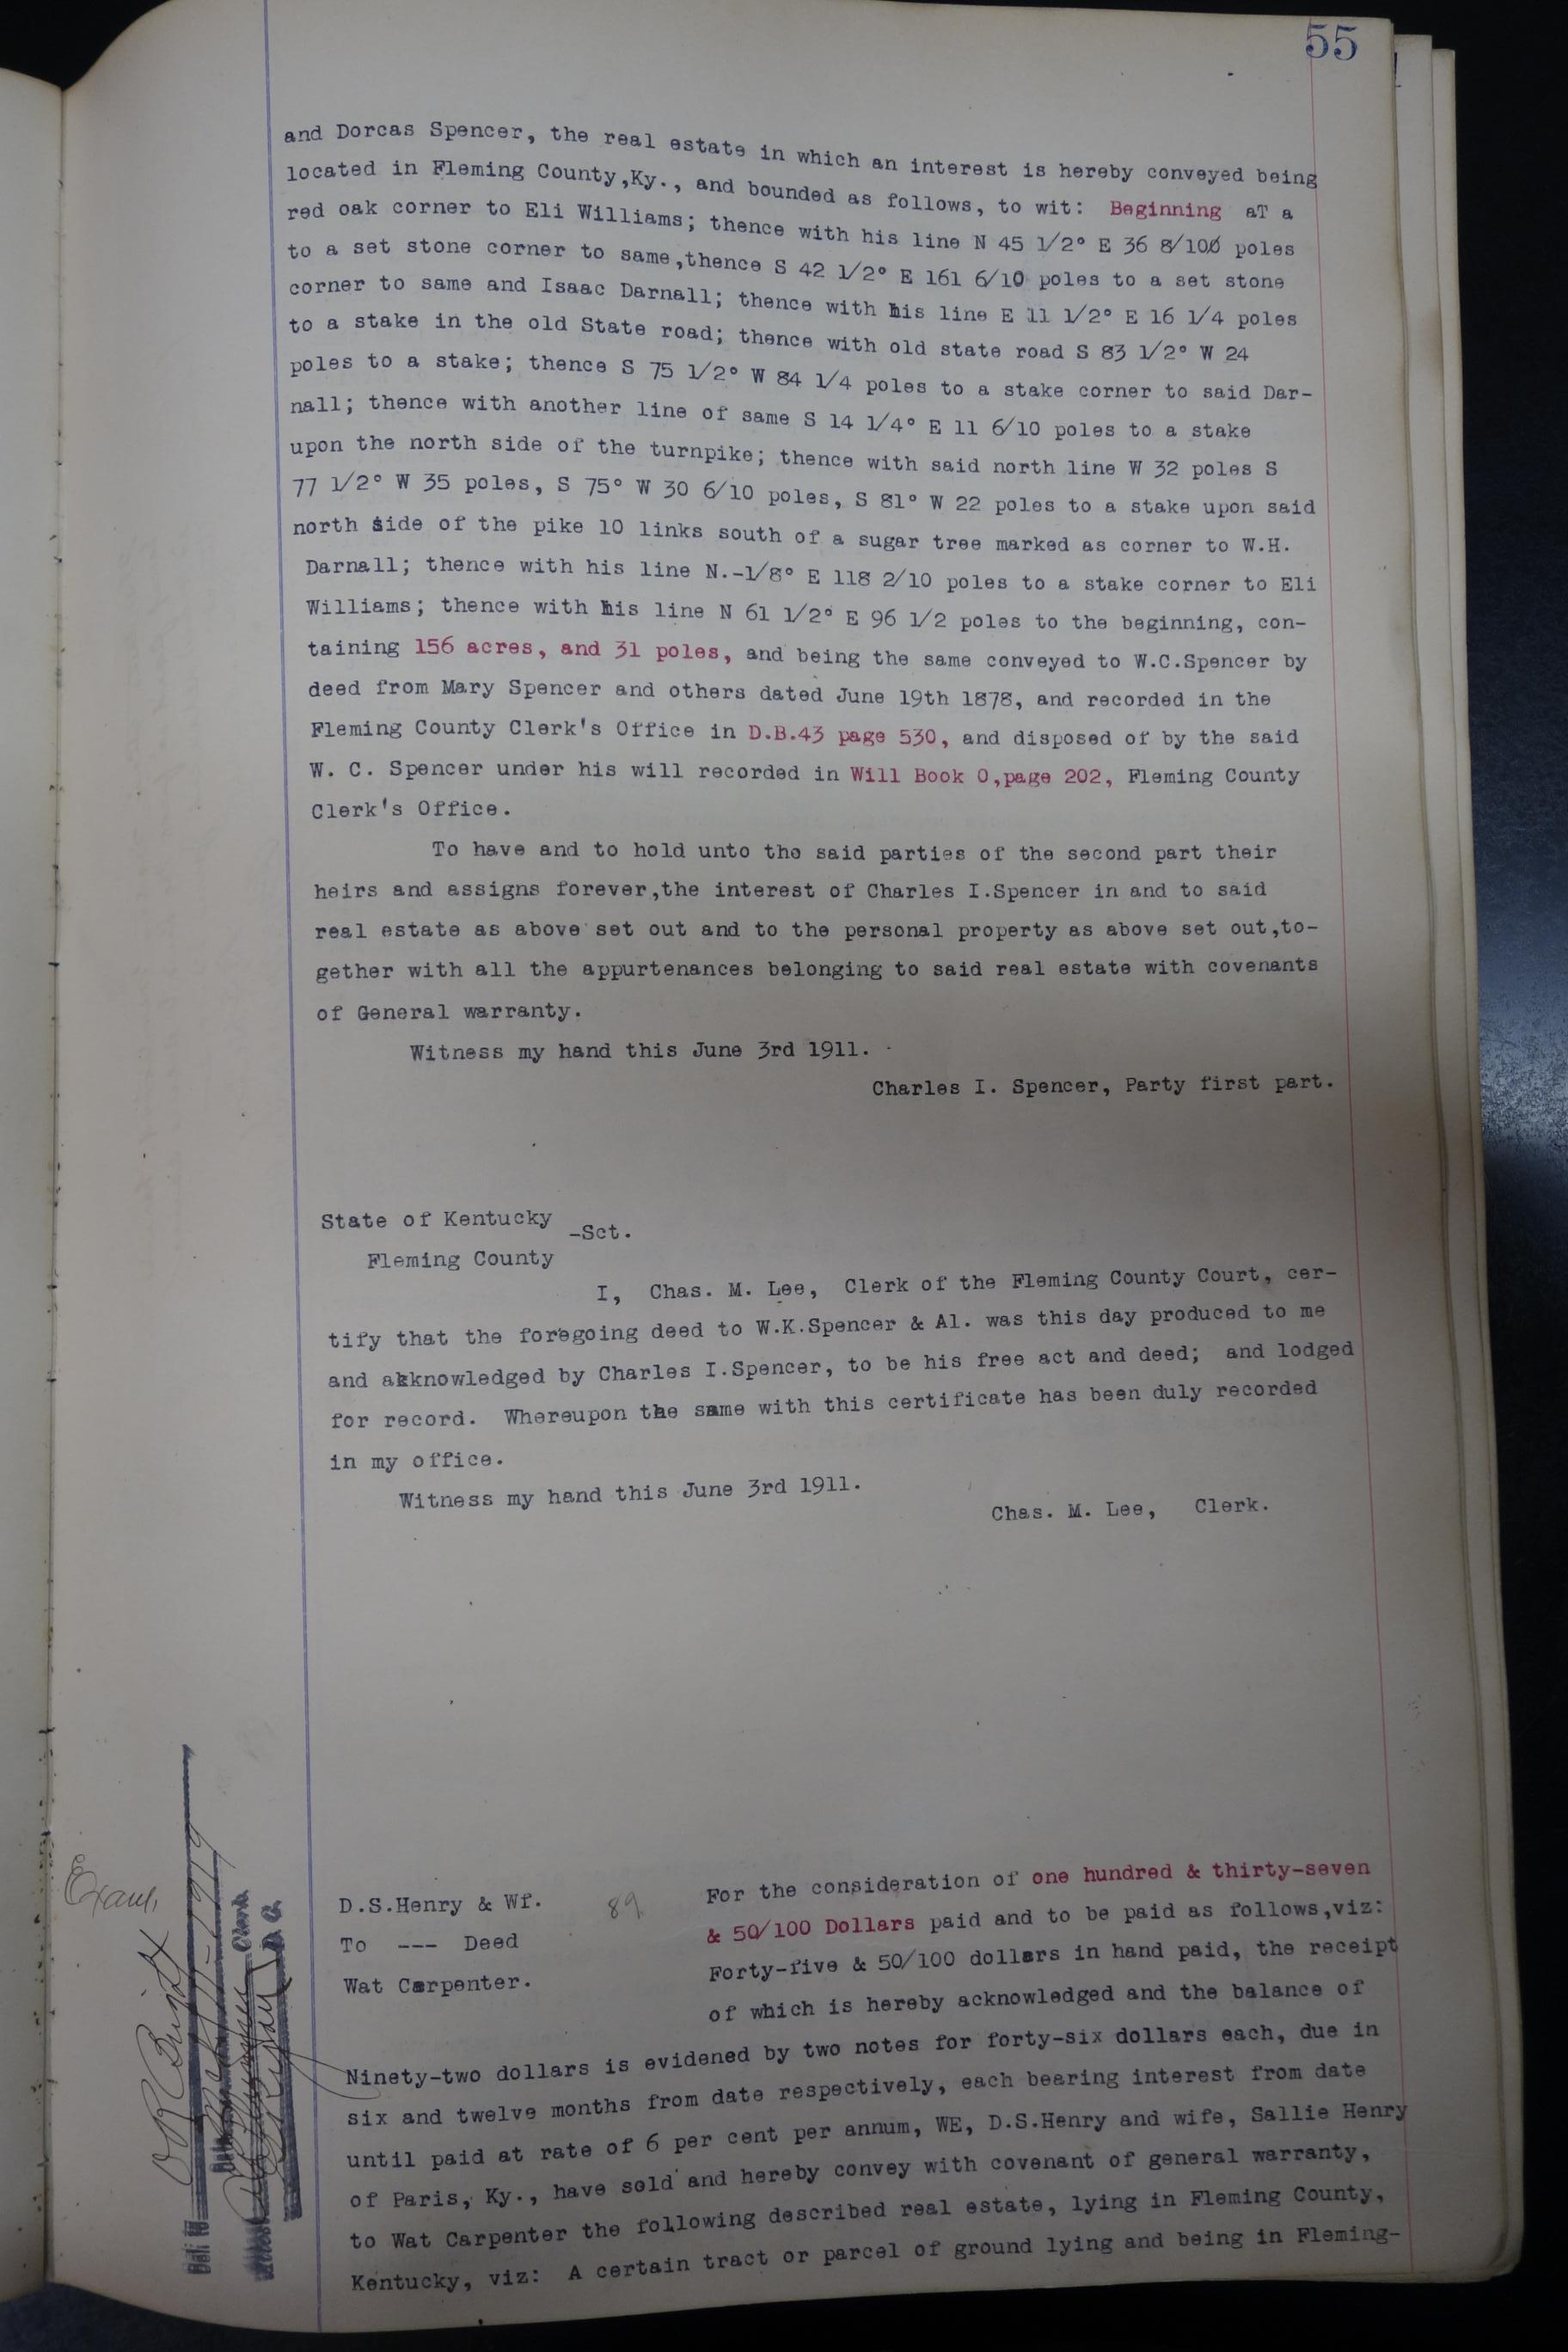 55
and Dorcas Spencer, the real estate in which an interest is hereby conveyed being
located in Fleming County,Ky., and bounded as follows, to wit: Beginning aT a
red oak corner to Eli Williams; thence with his line N 45 1/2° E 36 8/100 poles
to a set stone corner to same,thence S 42 1/2° E 161 6/10 poles to a set stone
corner to same and Isaac Darnall; thence with his line E 11 1/2° E 16 1/4 poles
to a stake in the old State road; thence with old state road S 83 1/2° W 24
poles to a stake; thence S 75 1/2° W 84 1/4 poles to a stake corner to said Dar-
nall; thence with another line of same S 14 1/4° E 11 6/10 poles to a stake
upon the north side of the turnpike; thence with said north line W 32 poles S
77 1/2° W 35 poles, S 75° W 30 6/10 poles, S 81° W 22 poles to a stake upon said
north side of the pike 10 links south of a sugar tree marked as corner to W.H.
Darnall; thence with his line N.-1/8° E 118 2/10 poles to a stake corner to Eli
Williams; thence with his line N 61 1/2° E 96 1/2 poles to the beginning, con-
taining 156 acres, and 31 poles, and being the same conveyed to W.C.Spencer by
deed from Mary Spencer and others dated June 19th 1878, and recorded in the
Fleming County Clerk's Office in D.B.43 page 530, and disposed of by the said
W. C. Spencer under his will recorded in Will Book O,page 202, Fleming County
Clerk's Office.
To have and to hold unto the said parties of the second part their
heirs and assigns forever,the interest of Charles I.Spencer in and to said
real estate as above set out and to the personal property as above set out,to-
gether with all the appurtenances belonging to said real estate with covenants
of General warranty.
Witness my hand this June 3rd 1911.
Charles I. Spencer, Party first part.
State of Kentucky
-Sct.
Fleming County
I, Chas. M. Lee, Clerk of the Fleming County Court, cer-
tify that the foregoing deed to W.K.Spencer & Al. was this day produced to me
and akknowledged by Charles I.Spencer, to be his free act and deed; and lodged
for record. Whereupon the same with this certificate has been duly recorded
in my office.
Witness my hand this June 3rd 1911.
Chas. M. Lee, Clerk.
Exam,
D.S.Henry & Wf. 89
To --- Deed
Wat Carpenter.
For the consideration of one hundred & thirty-seven
& 50/100 Dollars paid and to be paid as follows,viz:
Forty-five & 50/100 dollars in hand paid, the receipt
of which is hereby acknowledged and the balance of
Ninety-two dollars is evidened by two notes for forty-six dollars each, due in
six and twelve months from date respectively, each bearing interest from date
until paid at rate of 6 per cent per annum, WE, D.S.Henry and wife, Sallie Henry
of Paris, Ky., have sold and hereby convey with covenant of general warranty,
to Wat Carpenter the following described real estate, lying in Fleming County,
Kentucky, viz: A certain tract or parcel of ground lying and being in Fleming-